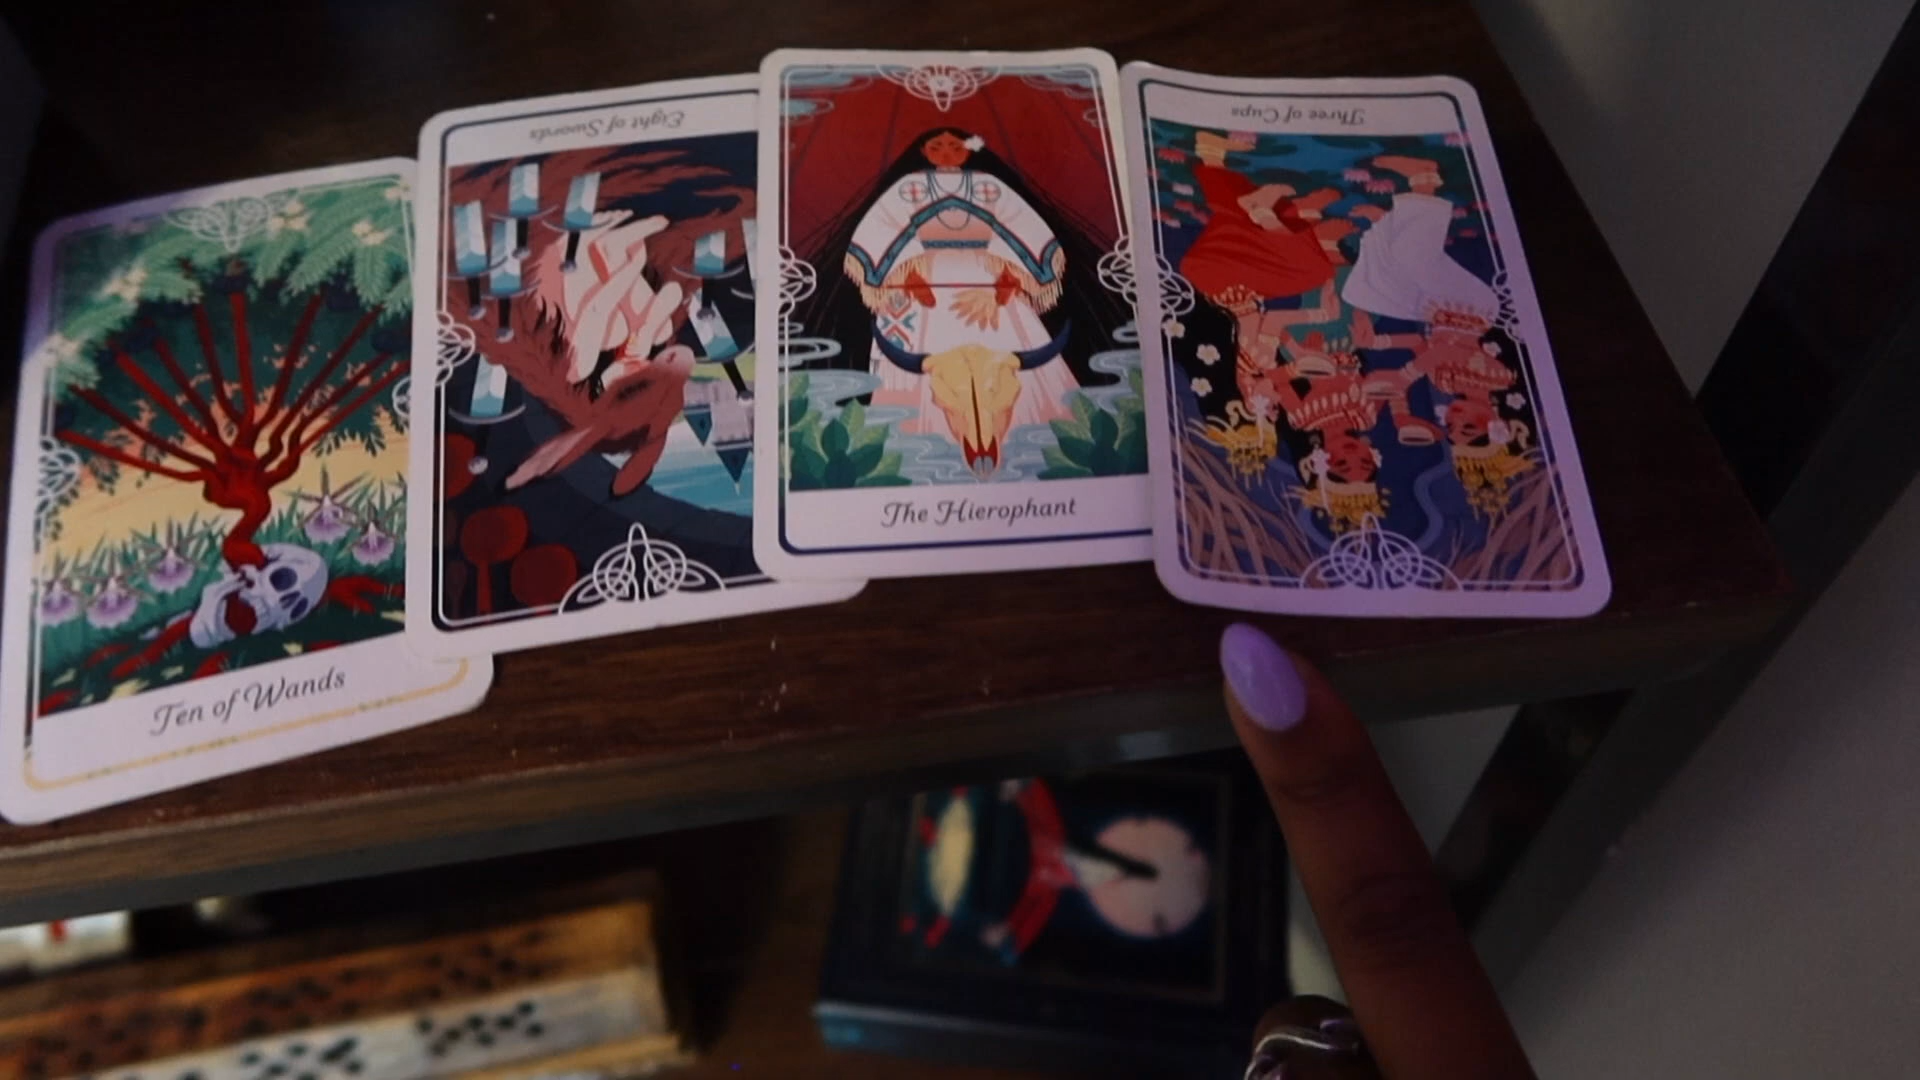 Ten of Wands
Eight of Swords
The Hierophant
Three of Cups